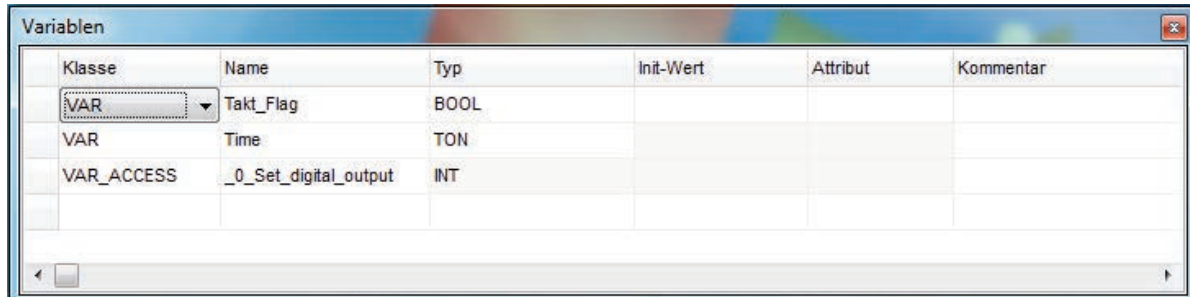 Variablen
Klasse Name Typ Init-Wert Attribut Kommentar
VAR Takt_Flag BOOL
VAR Time TON
VAR_ACCESS _0_Set_digital_output INT